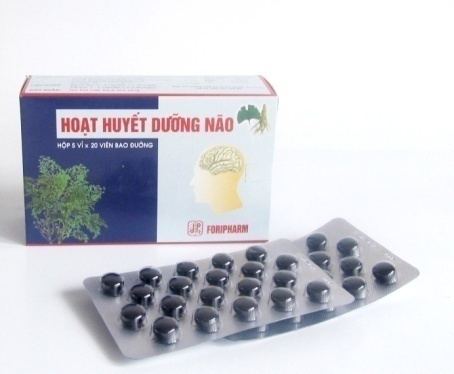 HOẠT HUYẾT DƯỠNG NÃO
HỘP 5 VỈ x 20 VIÊN BAO ĐƯỜNG
FORIPHARM